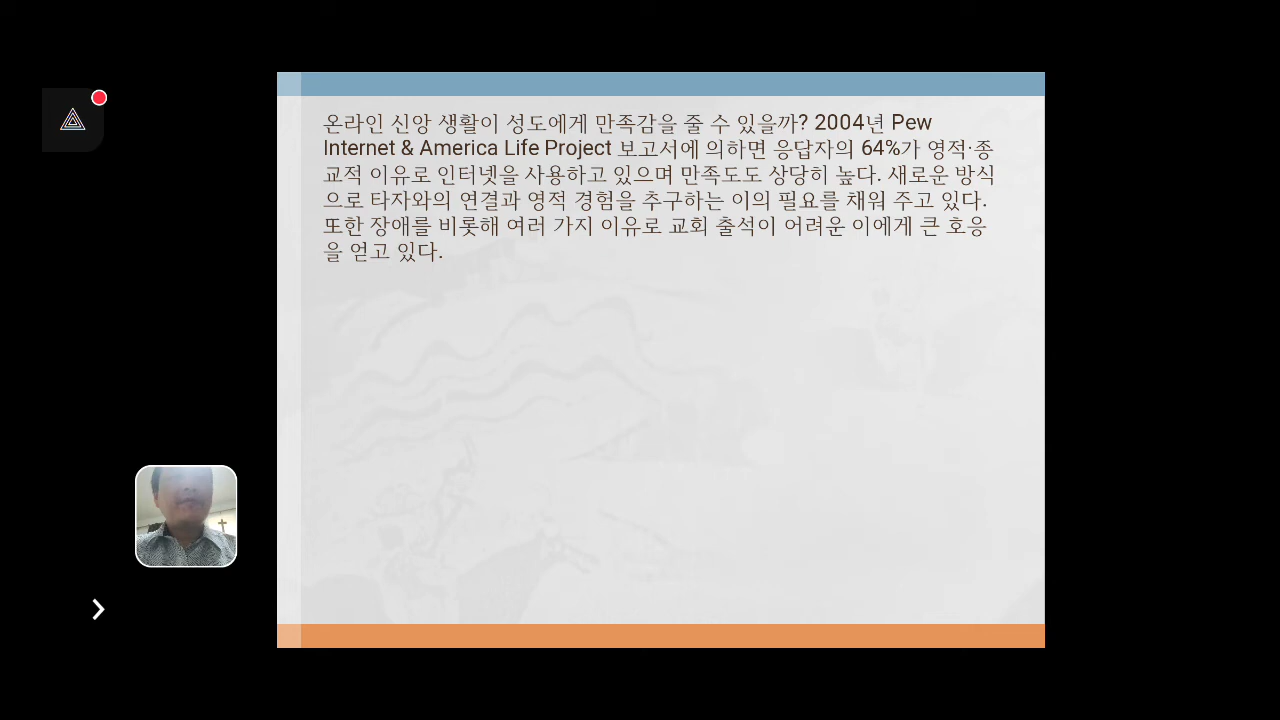 온라인 신앙 생활이 성도에게 만족감을 줄 수 있을까? 2004년 Pew
Internet & America Life Project 보고서에 의하면 응답자의 64%가 영적·종
교적 이유로 인터넷을 사용하고 있으며 만족도도 상당히 높다. 새로운 방식
으로 타자와의 연결과 영적 경험을 추구하는 이의 필요를 채워 주고 있다.
또한 장애를 비롯해 여러 가지 이유로 교회 출석이 어려운 이에게 큰 호응
을 얻고 있다.